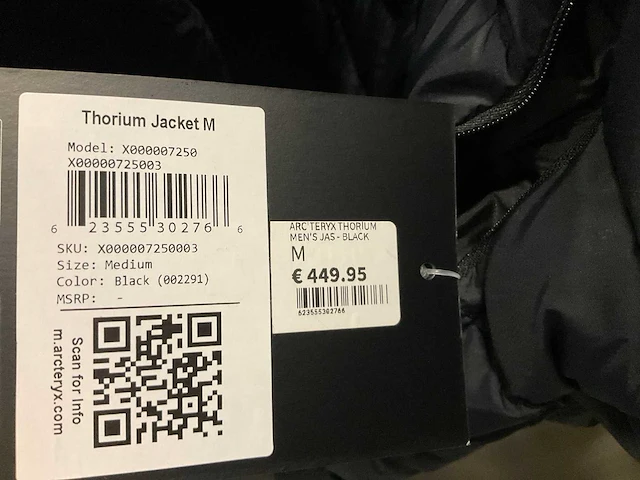 Thorium Jacket M
Model: X000007250
X00000725003
6 23555 30276 6
SKU: X000007250003
Size: Medium
Color: Black (002291)
MSRP: -
Scan for Info
m.arcteryx.com
ARC'TERYX THORIUM
MEN'S JAS - BLACK
M
€ 449.95
623555302766